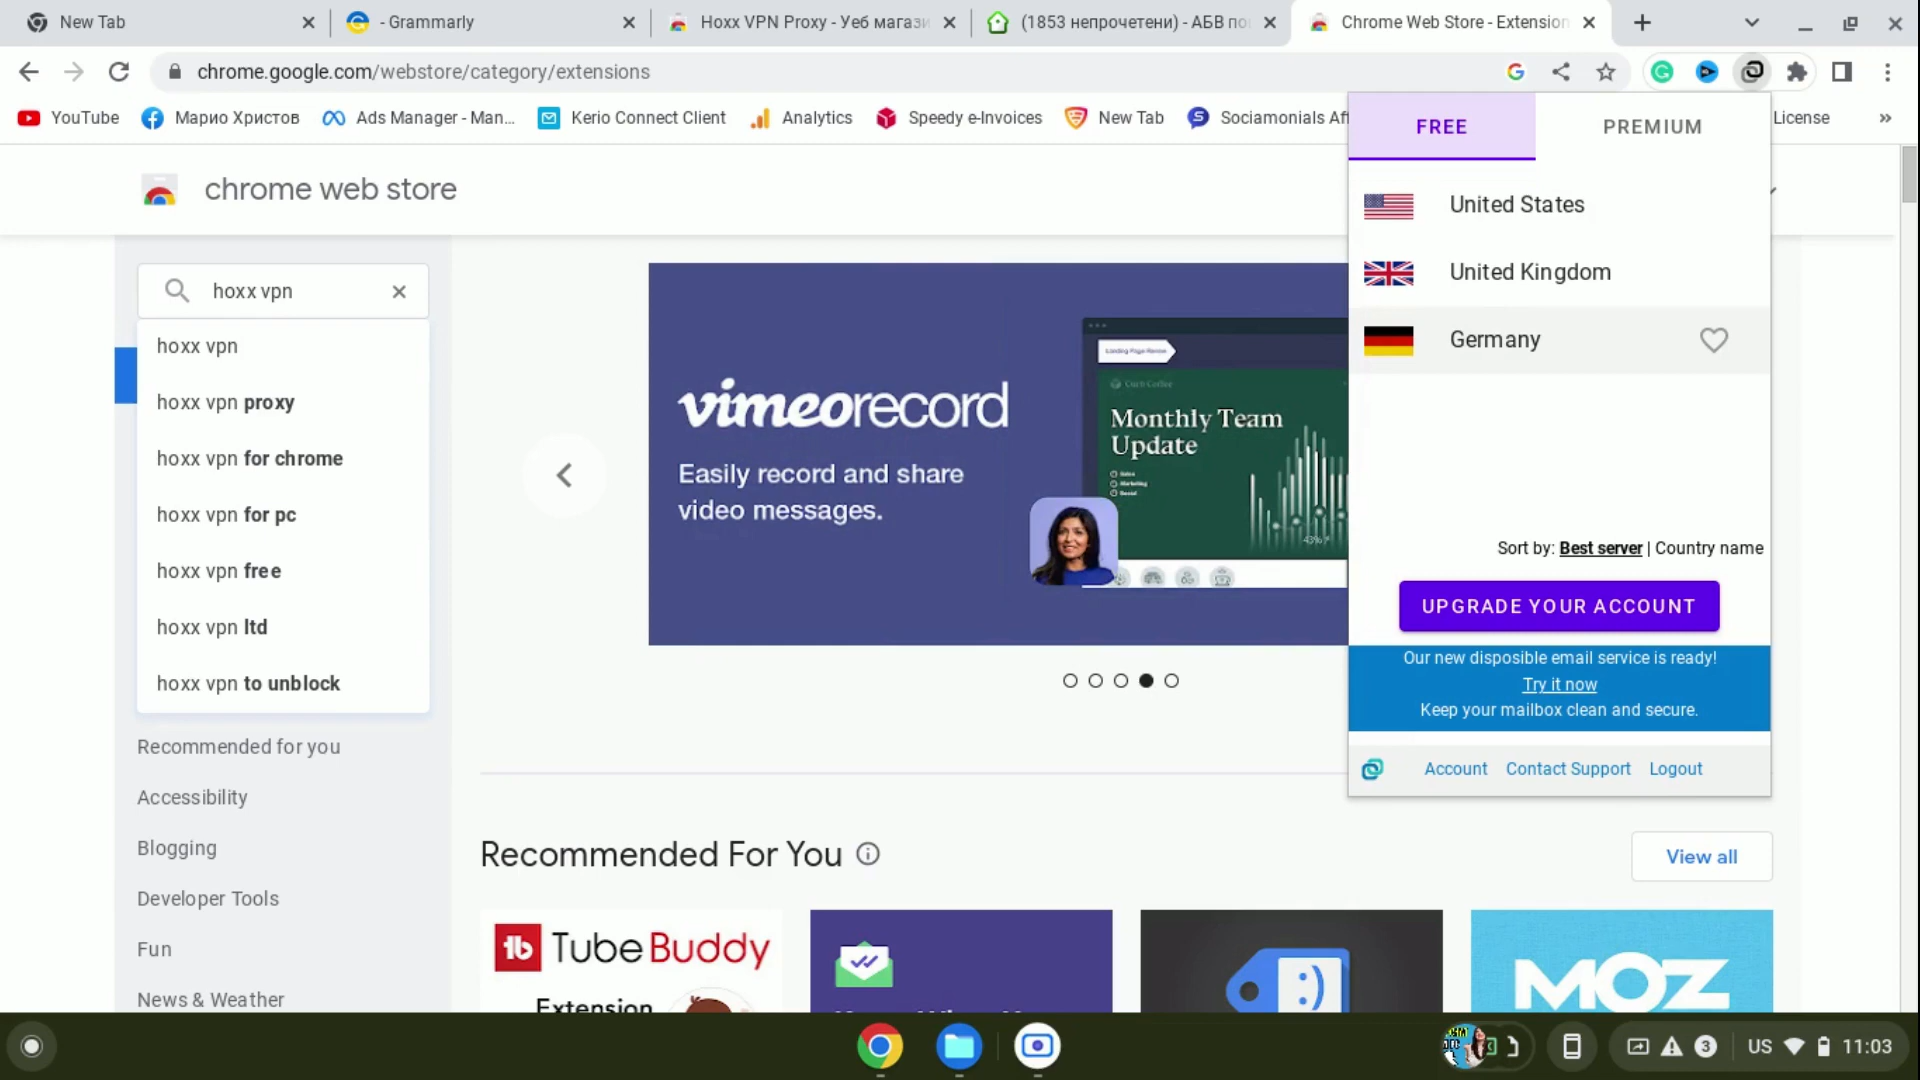 New Tab
- Grammarly
Hoxx VPN Proxy - Уеб магази
(1853 непрочетени) - АБВ по
Chrome Web Store - Extension
chrome.google.com/webstore/category/extensions
YouTube
Марио Христов
Ads Manager - Man...
Kerio Connect Client
Analytics
Speedy e-Invoices
New Tab
Sociamonials Aff
License
»
chrome web store
hoxx vpn
hoxx vpn
hoxx vpn proxy
hoxx vpn for chrome
hoxx vpn for pc
hoxx vpn free
hoxx vpn ltd
hoxx vpn to unblock
Recommended for you
Accessibility
Blogging
Developer Tools
Fun
News & Weather
vimeorecord
Easily record and share
video messages.
Landing Page Review
Monthly Team
Update
43%
FREE
PREMIUM
United States
United Kingdom
Germany
Sort by: Best server | Country name
UPGRADE YOUR ACCOUNT
Our new disposible email service is ready!
Try it now
Keep your mailbox clean and secure.
Account
Contact Support
Logout
Recommended For You
View all
TubeBuddy
Extension
MOZ
3
US
11:03